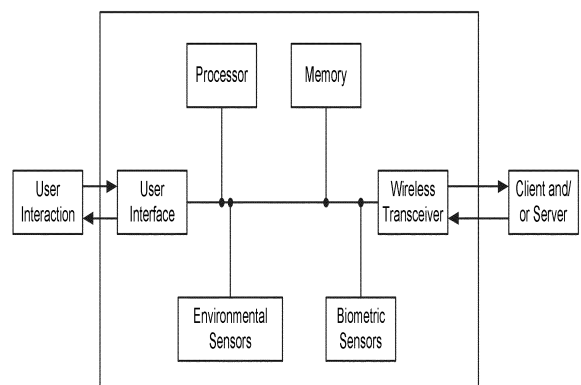 Processor
Memory
User
Interaction
User
Interface
Wireless
Transceiver
Client and/
or Server
Environmental
Sensors
Biometric
Sensors